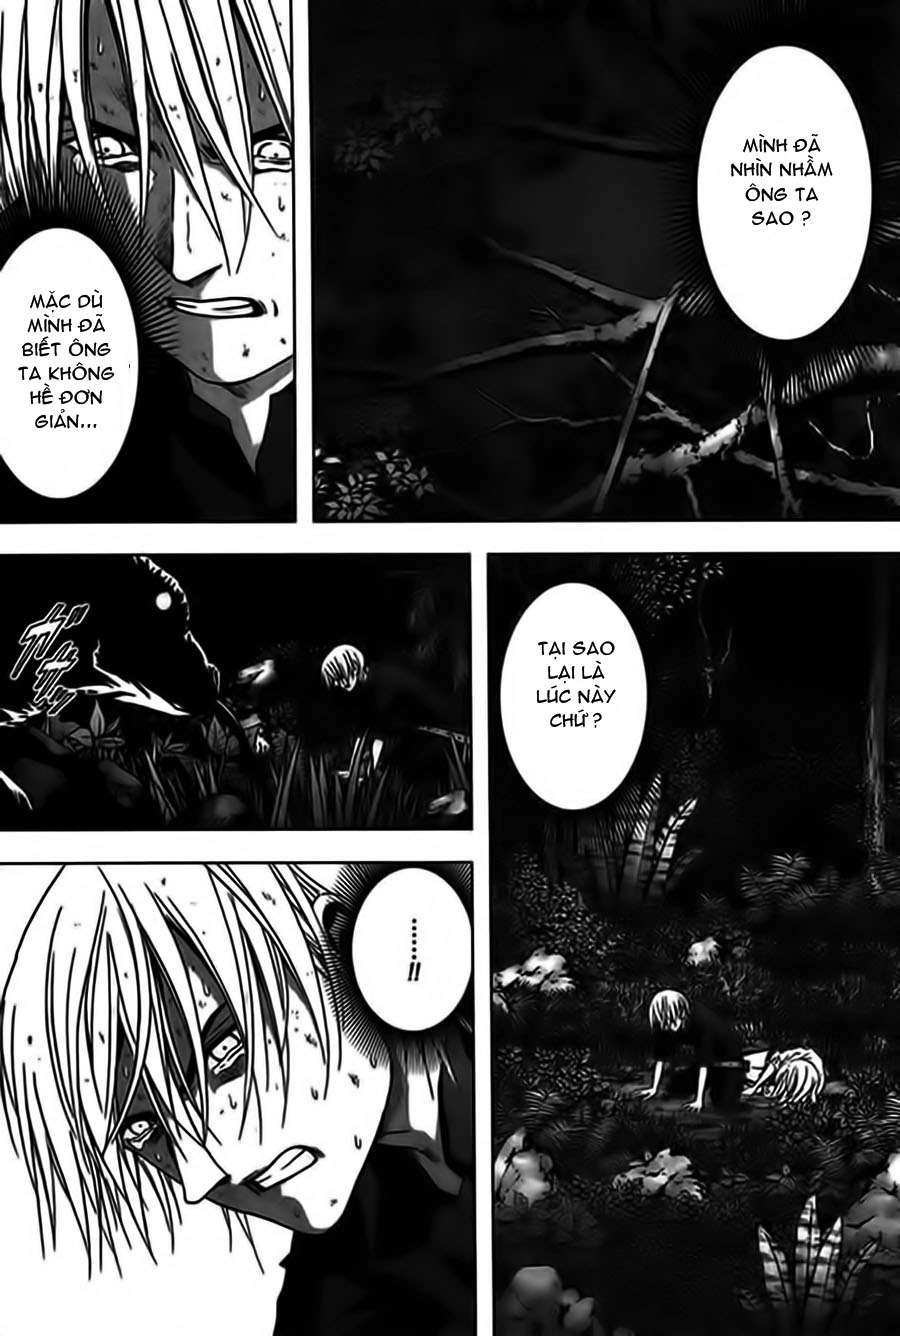 MÌNH ĐÃ
NHÌN NHẦM
ÔNG TA
SAO ?
MẶC DÙ
MÌNH ĐÃ
BIẾT ÔNG
TA KHÔNG
HỀ ĐƠN
GIẢN...
TẠI SAO
LẠI LÀ
LÚC NÀY
CHỨ ?
.......!!